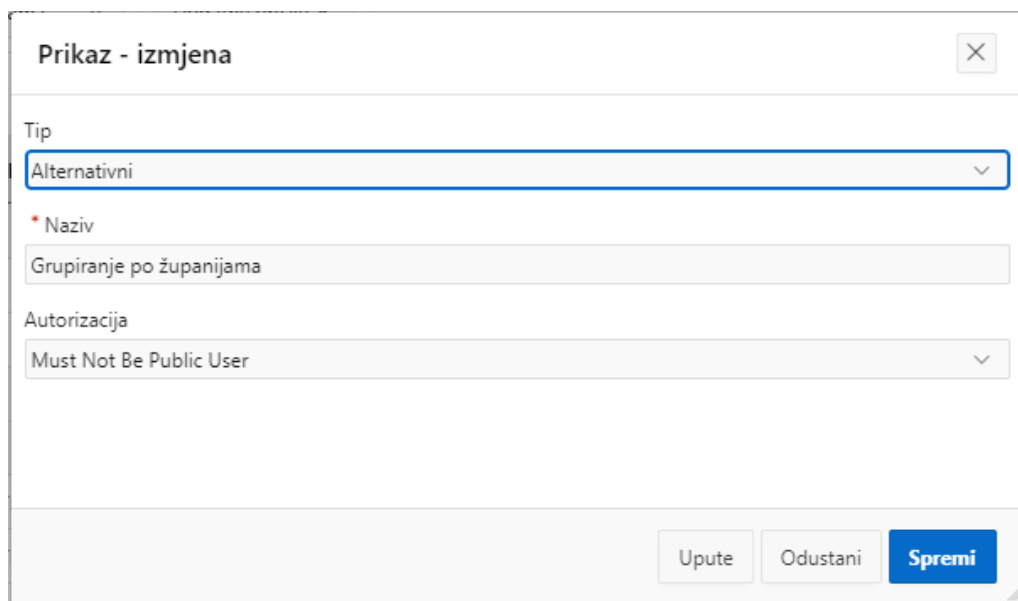 Prikaz - izmjena
Tip
Alternativni
* Naziv
Grupiranje po županijama
Autorizacija
Must Not Be Public User
Upute
Odustani
Spremi